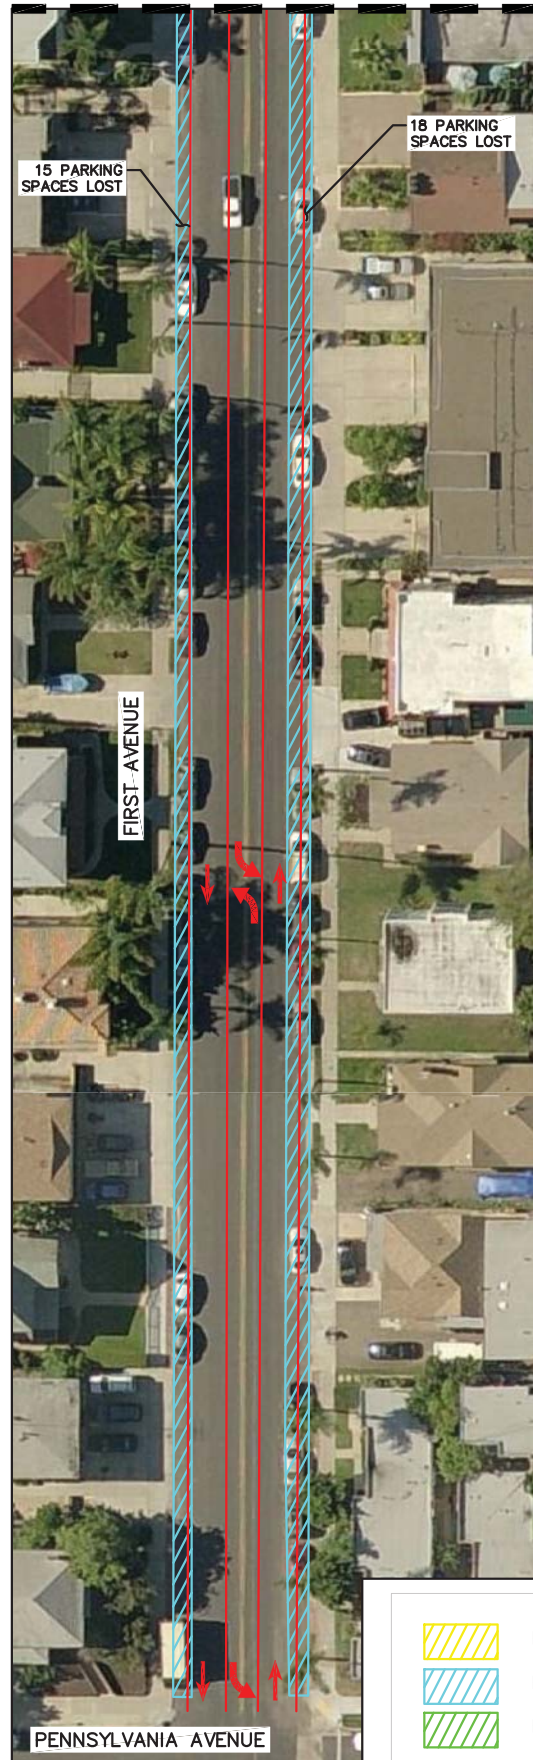 18 PARKING
SPACES LOST
15 PARKING
SPACES LOST
FIRST AVENUE
PENNSYLVANIA AVENUE